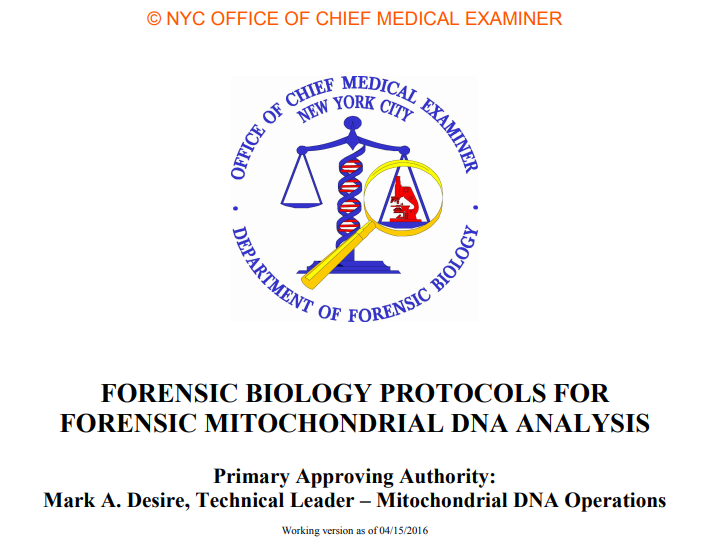 © NYC OFFICE OF CHIEF MEDICAL EXAMINER
OFFICE OF CHIEF MEDICAL EXAMINER
NEW YORK CITY
• DEPARTMENT OF FORENSIC BIOLOGY •
FORENSIC BIOLOGY PROTOCOLS FOR
FORENSIC MITOCHONDRIAL DNA ANALYSIS
Primary Approving Authority:
Mark A. Desire, Technical Leader – Mitochondrial DNA Operations
Working version as of 04/15/2016